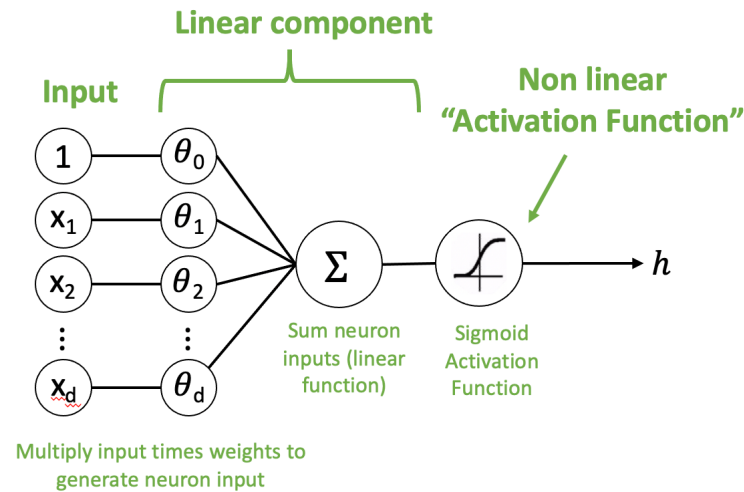 Linear component
Input
Non linear
“Activation Function”
1
θ0
x1
θ1
x2
θ2
⋮
⋮
xd
θd
Σ
h
Sum neuron
inputs (linear
function)
Sigmoid
Activation
Function
Multiply input times weights to
generate neuron input